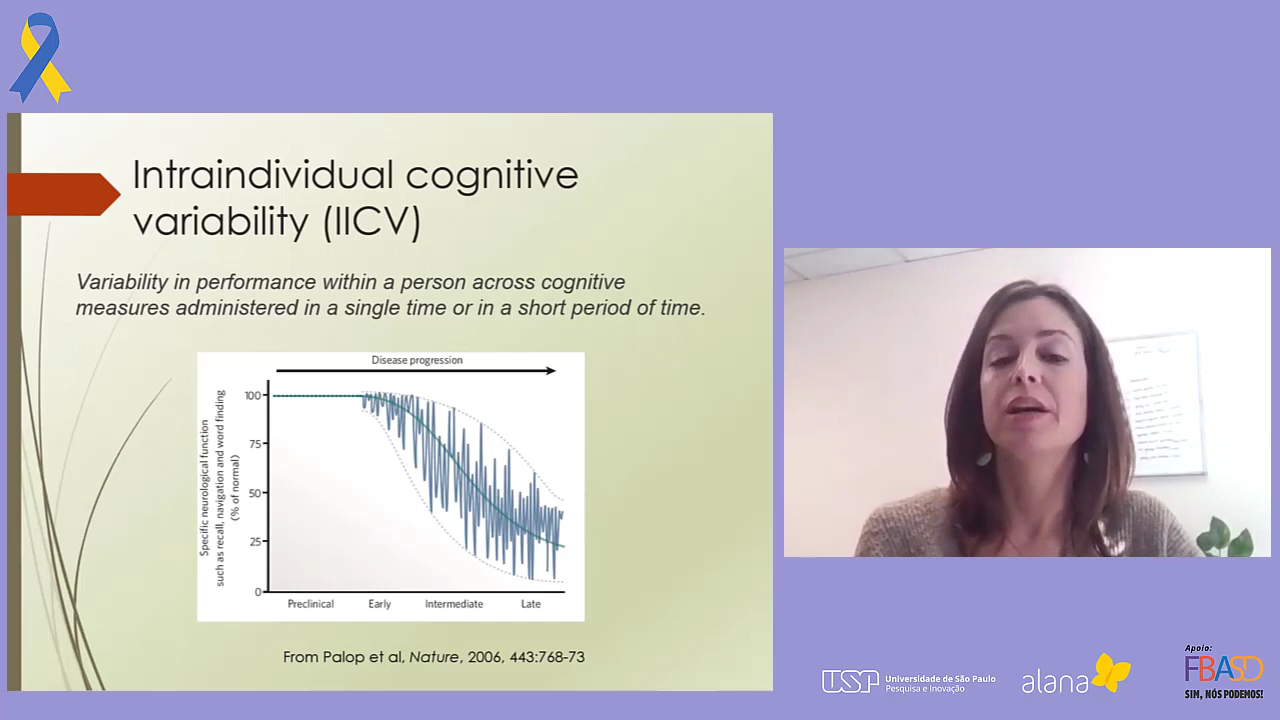 Intraindividual cognitive
variability (IICV)
Variability in performance within a person across cognitive
measures administered in a single time or in a short period of time.
Disease progression
Specific neurological function
such as recall, navigation and word finding
(% of normal)
100
75
50
25
0
Preclinical Early Intermediate Late
From Palop et al, Nature, 2006, 443:768-73
USP Universidade de São Paulo
Pesquisa e Inovação
alana
Apoio:
FBASD
SIM, NÓS PODEMOS!